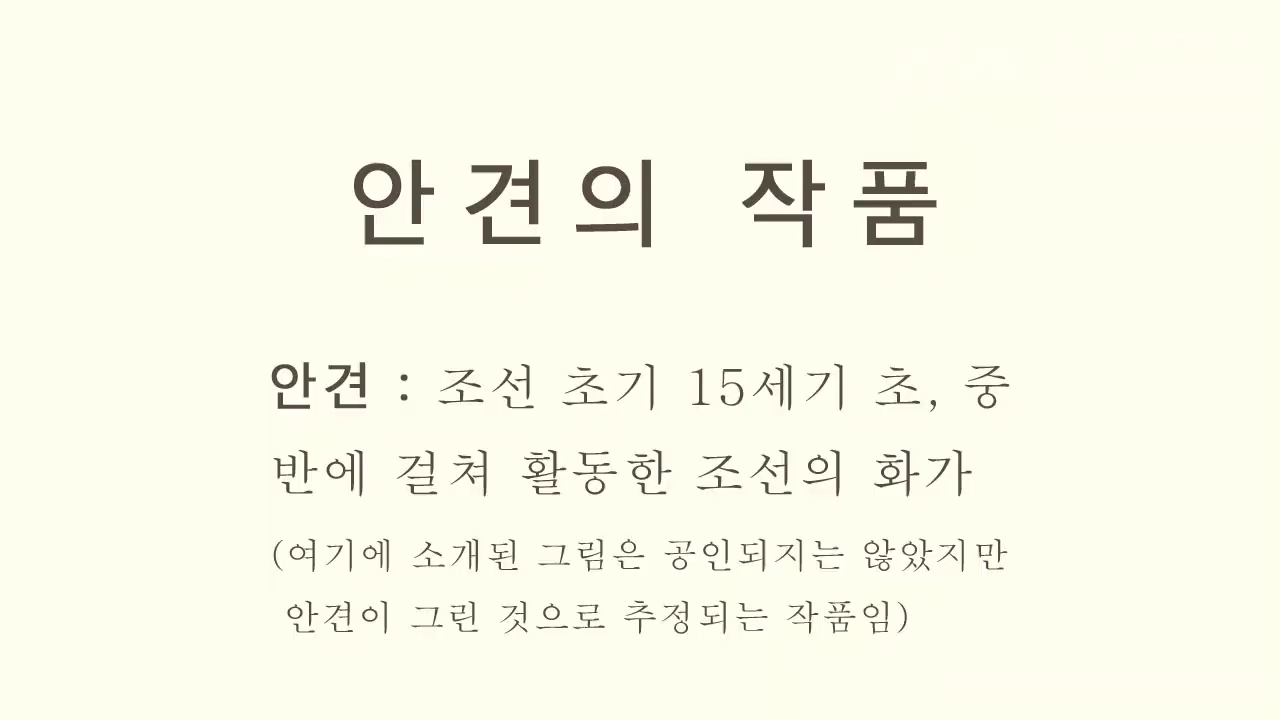 안견의 작품
안견 : 조선 초기 15세기 초, 중
반에 걸쳐 활동한 조선의 화가
(여기에 소개된 그림은 공인되지는 않았지만
안견이 그린 것으로 추정되는 작품임)